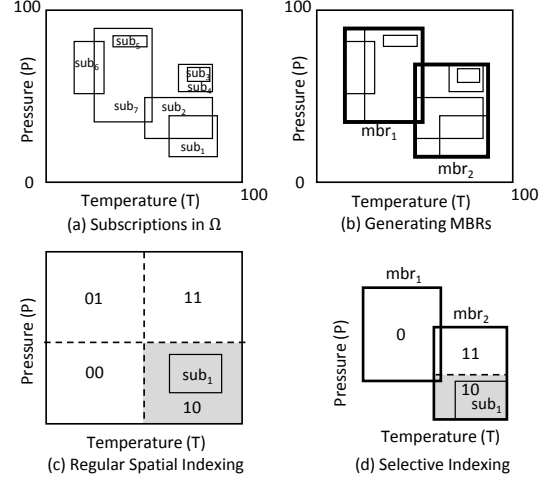 100
Pressure (P)
sub₆
sub₅
sub₃
sub₄
sub₇
sub₂
sub₁
0
Temperature (T)
100
(a) Subscriptions in Ω
100
Pressure (P)
mbr₁
mbr₂
0
Temperature (T)
100
(b) Generating MBRs
Pressure (P)
01
11
00
sub₁
10
Temperature (T)
(c) Regular Spatial Indexing
Pressure (P)
mbr₁
mbr₂
0
11
10
sub₁
Temperature (T)
(d) Selective Indexing